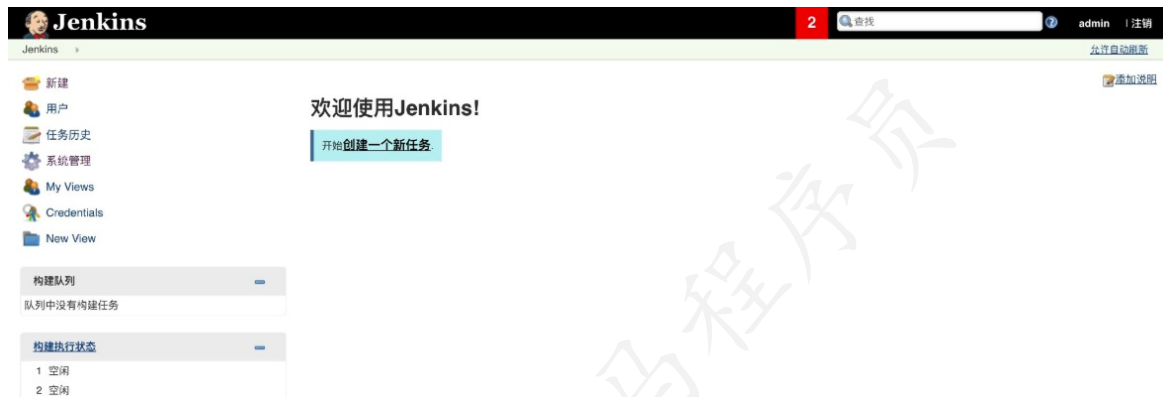 Jenkins
2
查找
admin | 注销
Jenkins
允许自动刷新
新建
添加说明
用户
欢迎使用Jenkins!
任务历史
开始创建一个新任务.
系统管理
My Views
Credentials
New View
构建队列
队列中没有构建任务
构建执行状态
1 空闲
2 空闲
马程序员